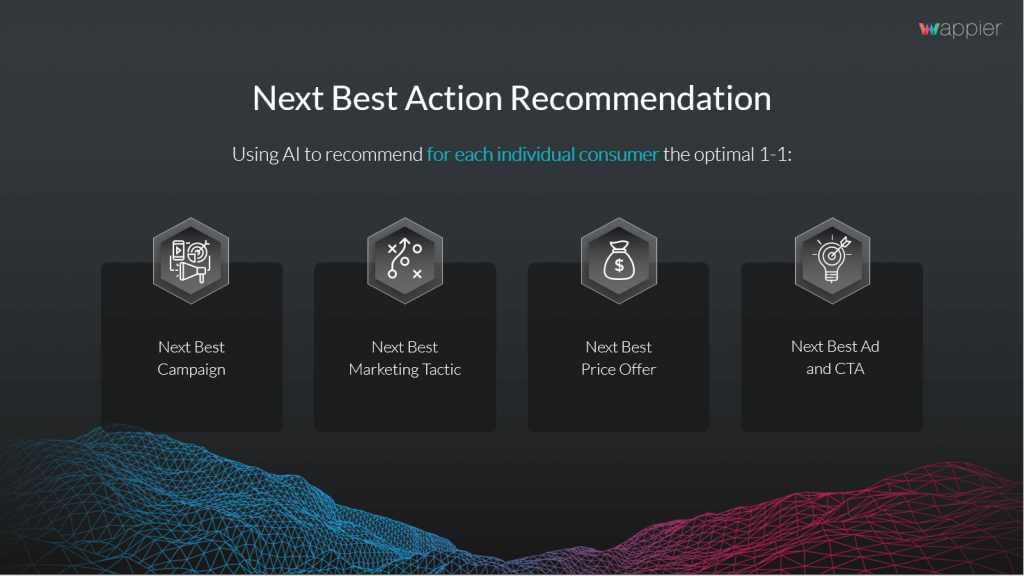 wappier
Next Best Action Recommendation
Using AI to recommend for each individual consumer the optimal 1-1:
$
Next Best
Campaign
Next Best
Marketing Tactic
Next Best
Price Offer
Next Best Ad
and CTA